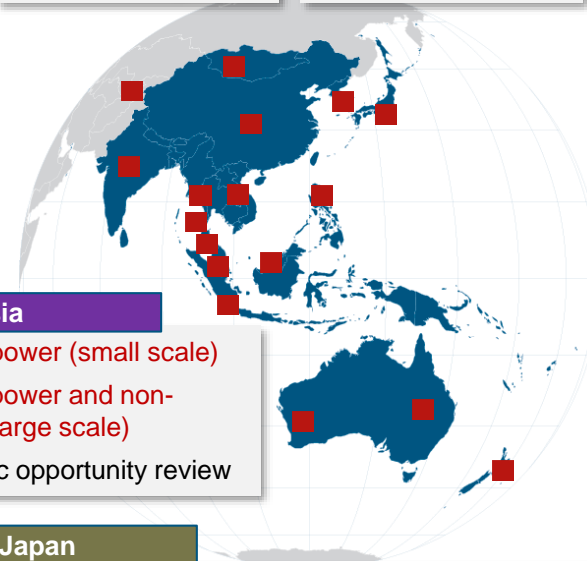 ia
power (small scale)
power and non-
arge scale)
c opportunity review
Japan